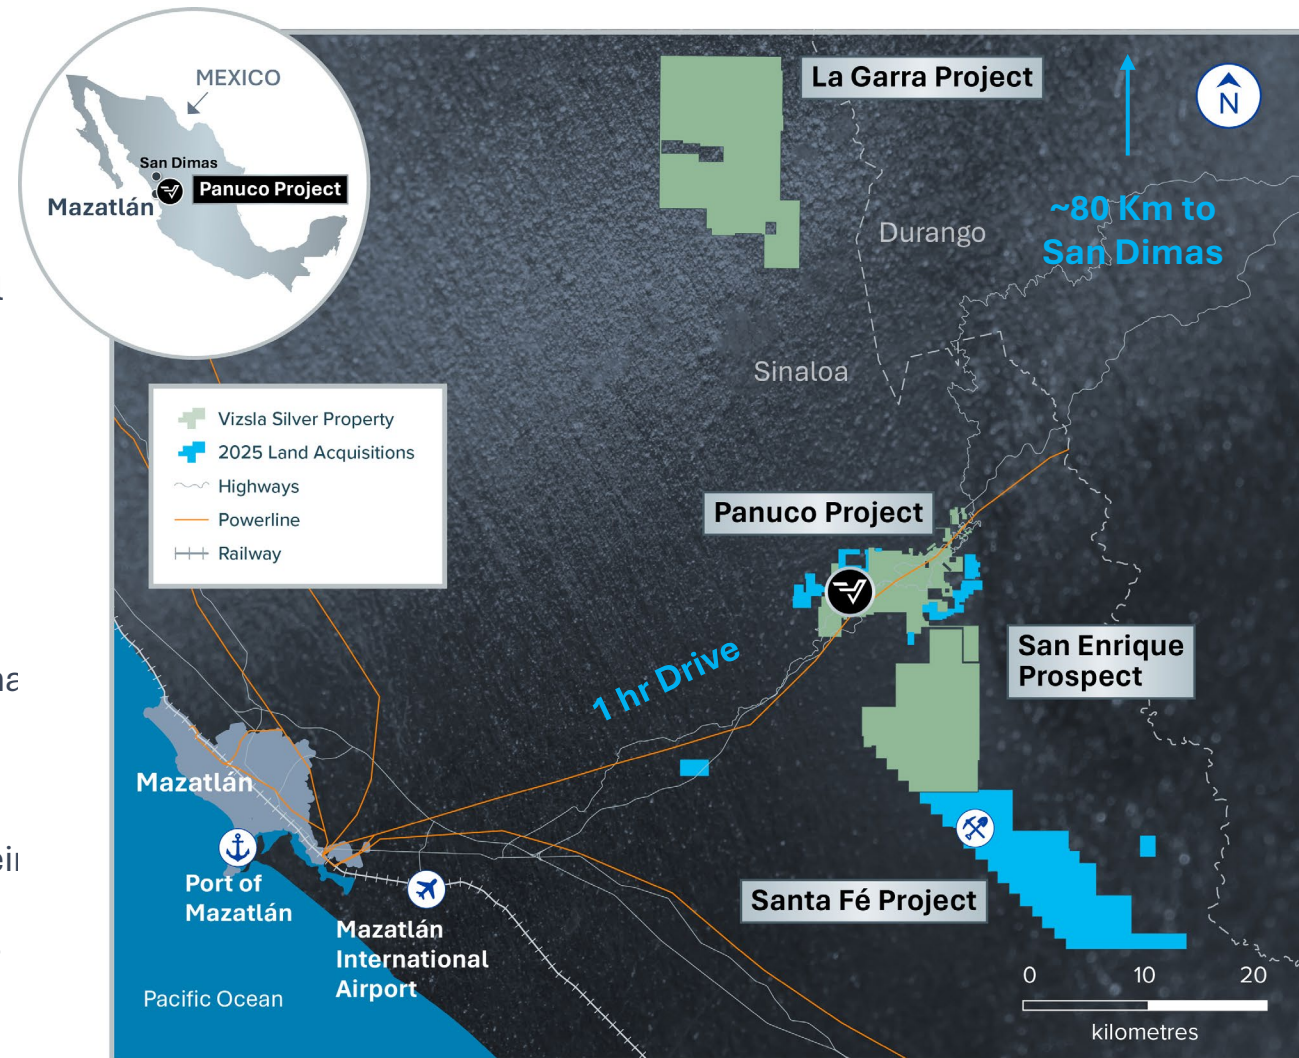 MEXICO
San Dimas
Panuco Project
Mazatlán
La Garra Project
N
~80 Km to
San Dimas
Durango
Sinaloa
Vizsla Silver Property
2025 Land Acquisitions
Highways
Powerline
Railway
Panuco Project
San Enrique
Prospect
1 hr Drive
Mazatlán
Port of
Mazatlán
Santa Fé Project
Mazatlán
International
Airport
Pacific Ocean
0 10 20
kilometres